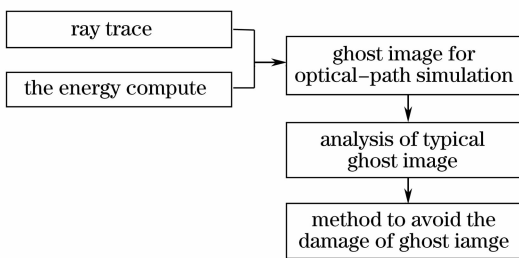 ray trace
the energy compute
ghost image for
optical-path simulation
analysis of typical
ghost image
method to avoid the
damage of ghost iamge